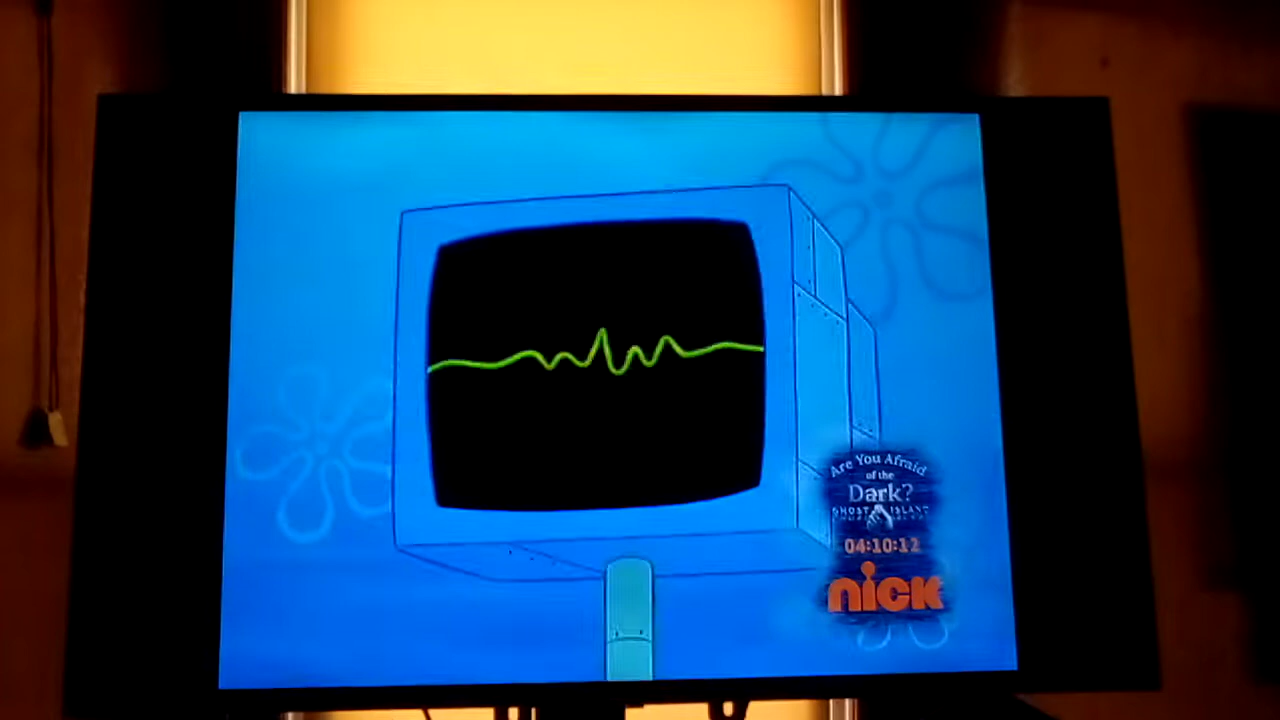 Are You Afraid
of the
Dark?
GHOST ISLAND
04:10:12
nick